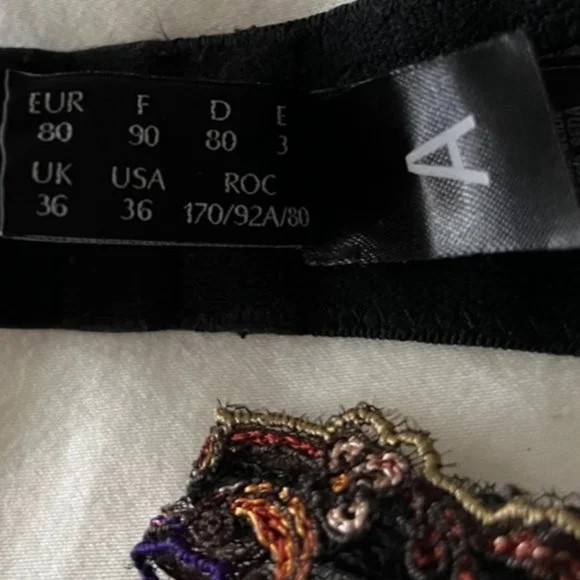 EUR F D E
80 90 80 3
UK USA ROC
36 36 170/92A/80
A